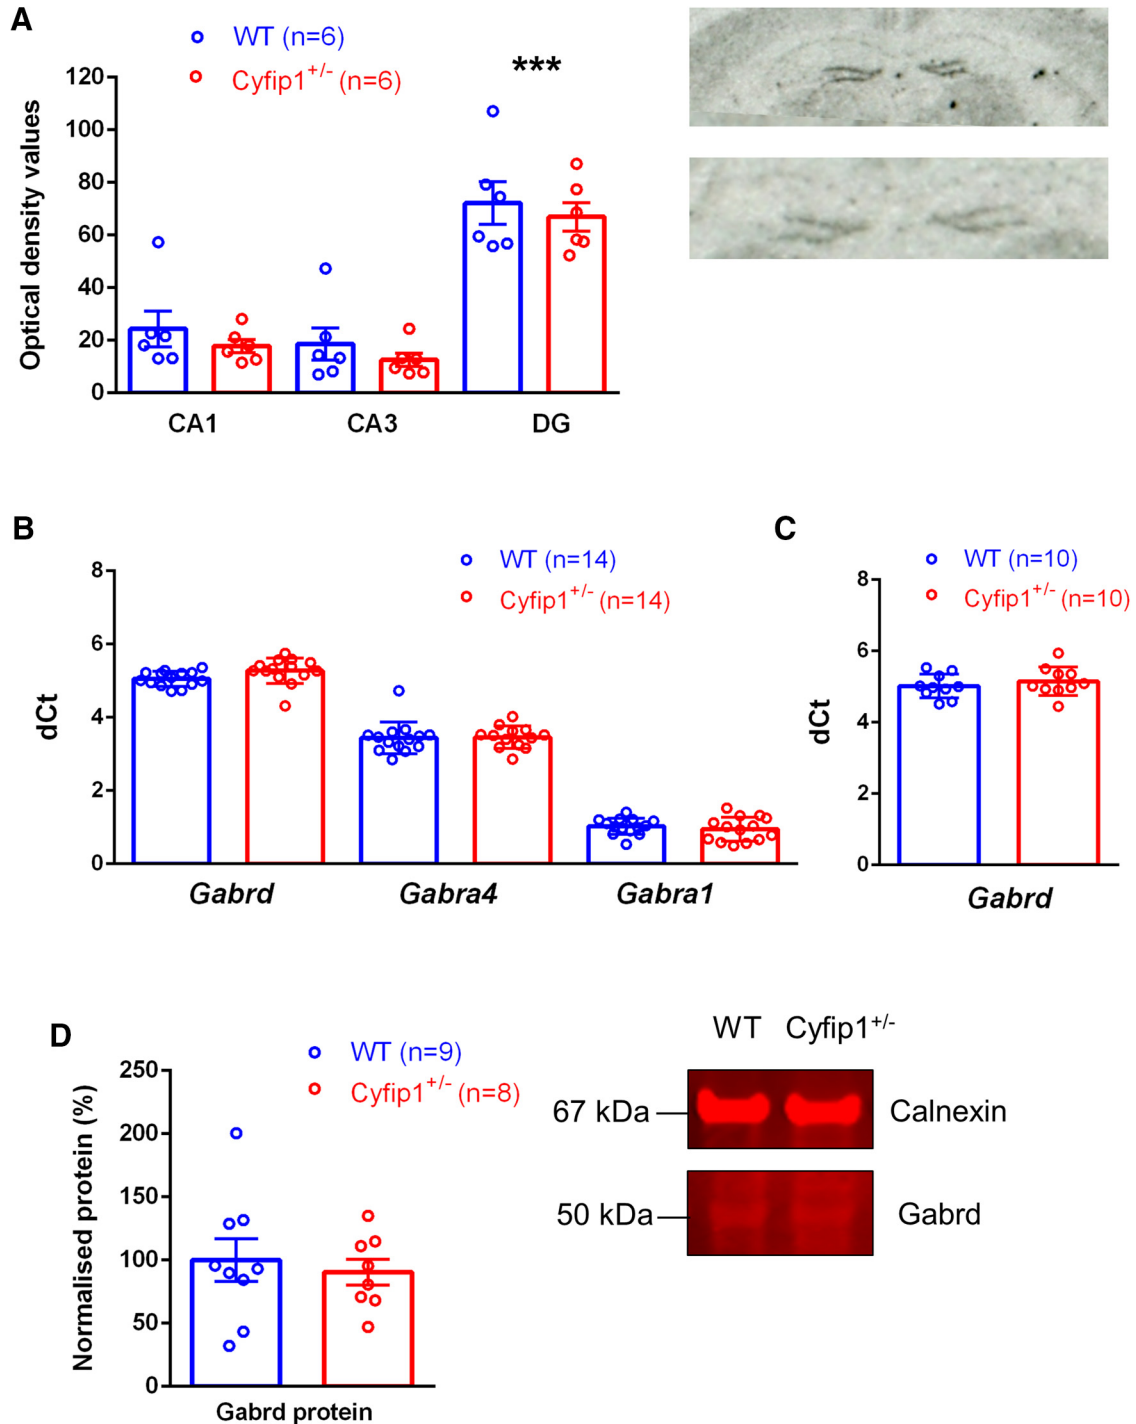 A
WT (n=6)
Cyfip1+/- (n=6)
***
Optical density values
120
100
80
60
40
20
0
CA1 CA3 DG
B
WT (n=14)
Cyfip1+/- (n=14)
dCt
8
6
4
2
0
Gabrd Gabra4 Gabra1
C
WT (n=10)
Cyfip1+/- (n=10)
dCt
8
6
4
2
0
Gabrd
D
WT (n=9)
Cyfip1+/- (n=8)
Normalised protein (%)
250
200
150
100
50
0
Gabrd protein
WT Cyfip1+/-
67 kDa Calnexin
50 kDa Gabrd